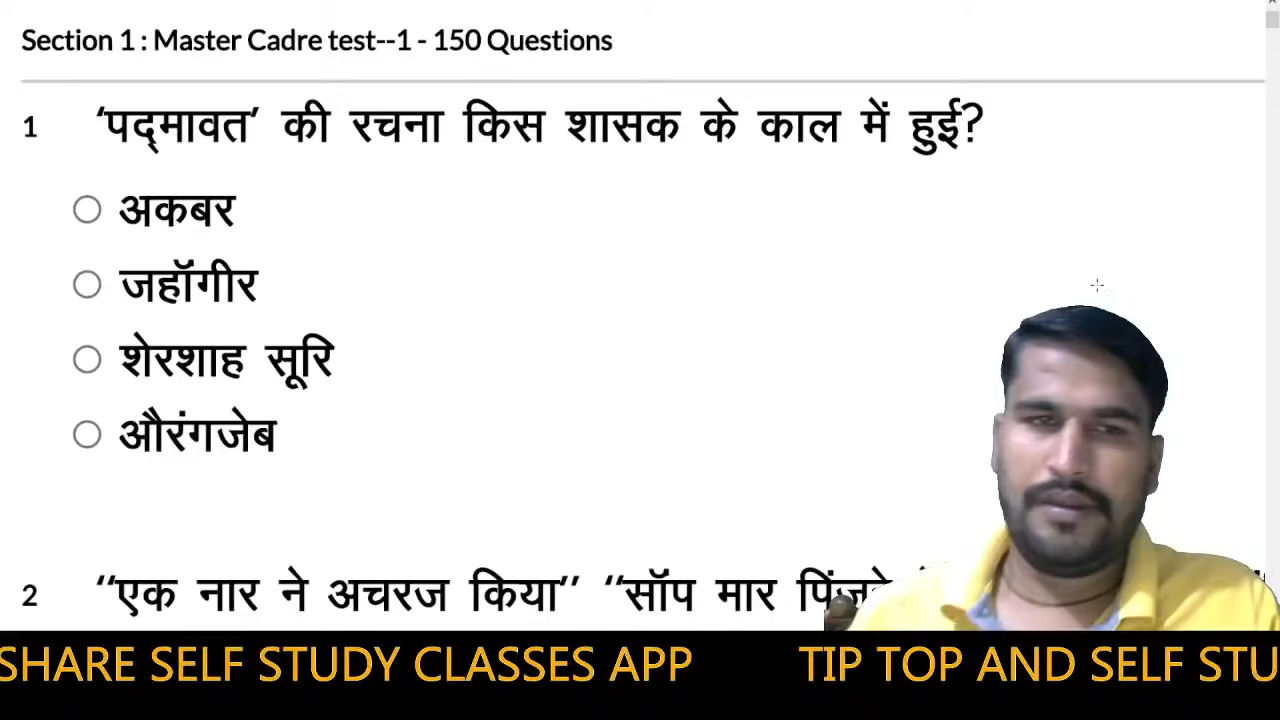 Section 1 : Master Cadre test--1 - 150 Questions
1 ‘पद्मावत’ की रचना किस शासक के काल में हुई?
अकबर
जहॉगीर
शेरशाह सूरि
औरंगजेब
2 “एक नार ने अचरज किया” “सॉप मार
SHARE SELF STUDY CLASSES APP TIP TOP AND SELF STU